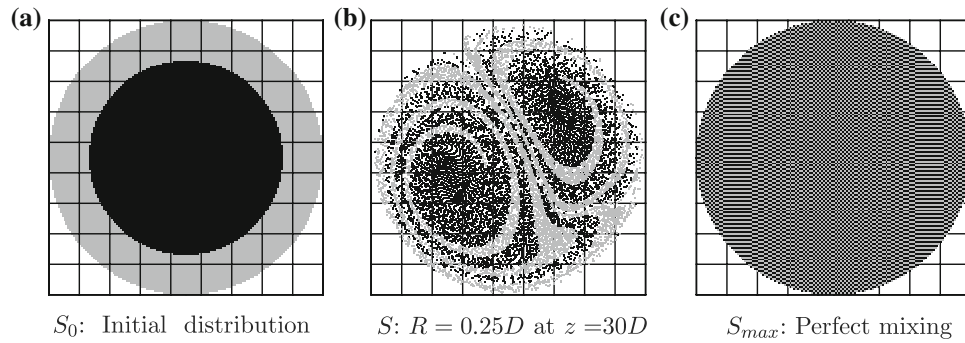 (a) (b) (c)
S₀: Initial distribution S: R = 0.25D at z =30D Sₘₐₓ: Perfect mixing